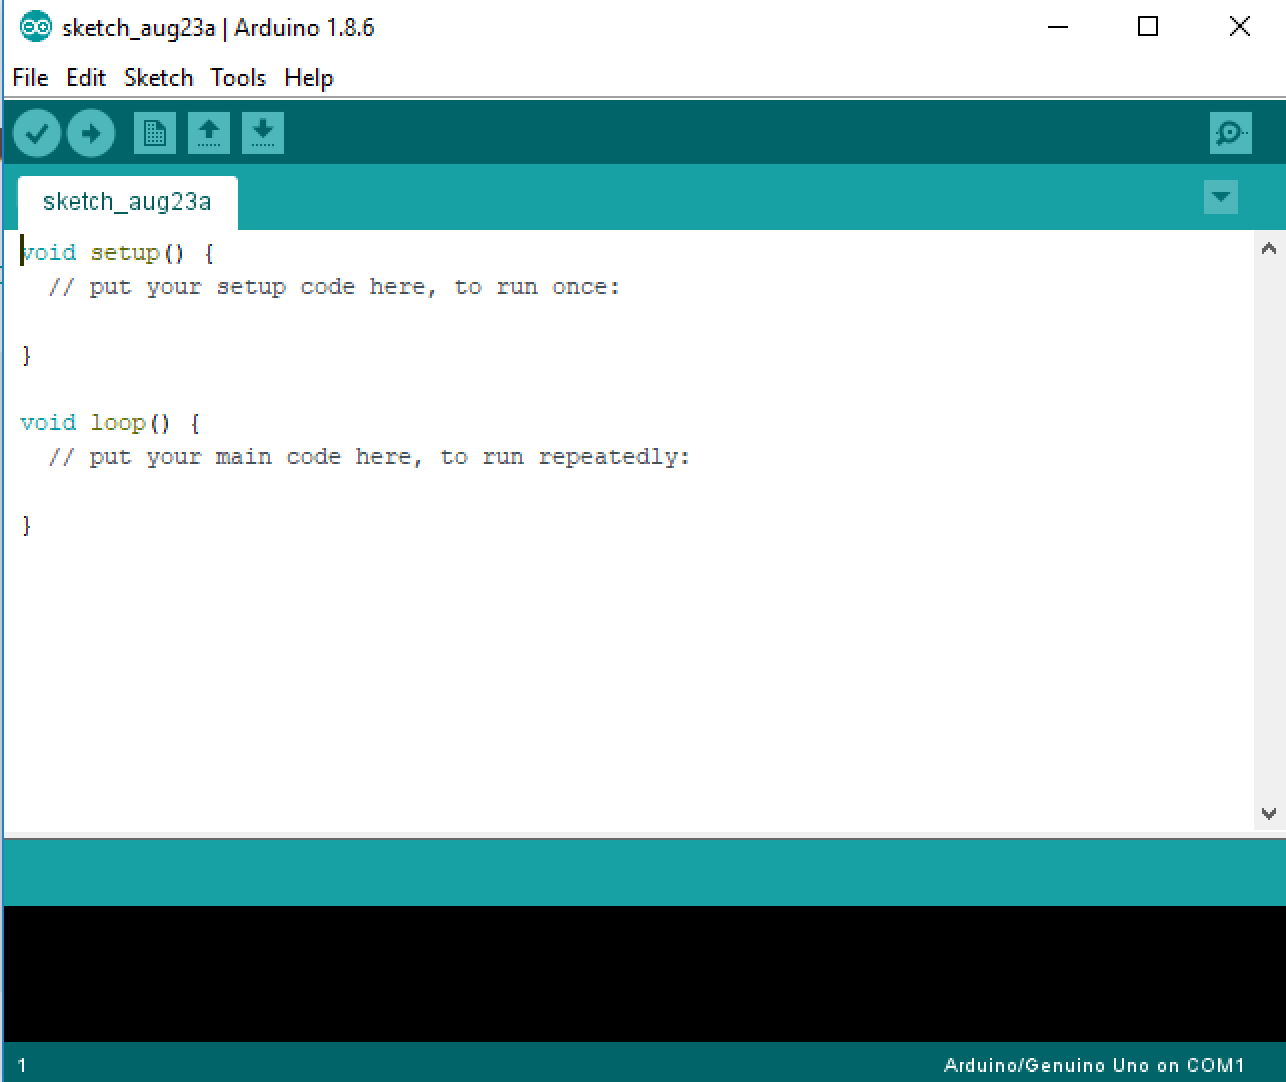 sketch_aug23a | Arduino 1.8.6
File Edit Sketch Tools Help
sketch_aug23a
void setup() {
  // put your setup code here, to run once:
}
void loop() {
  // put your main code here, to run repeatedly:
}
1
Arduino/Genuino Uno on COM1